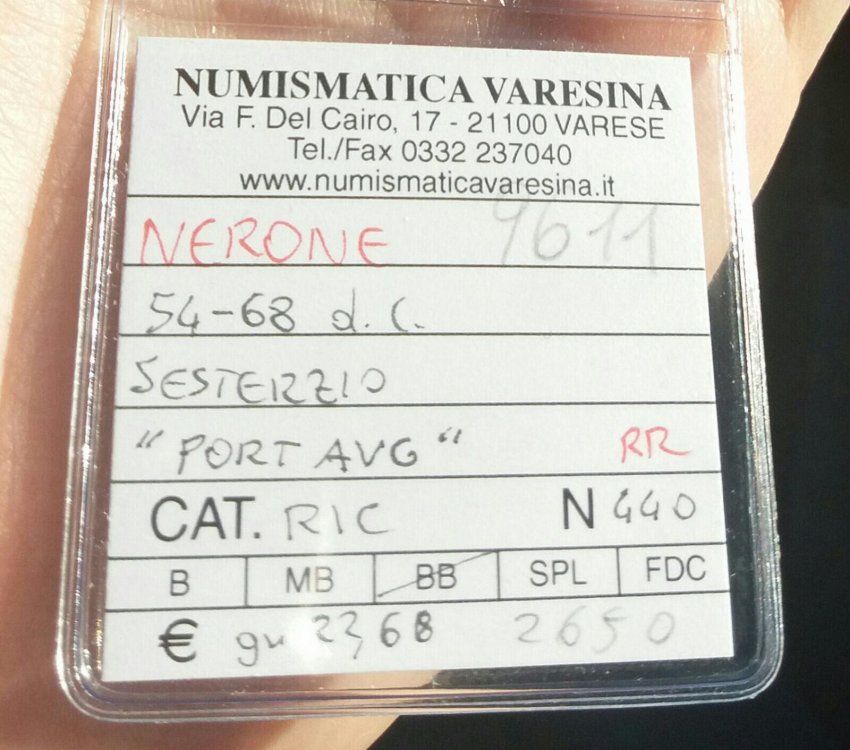 NUMISMATICA VARESINA
Via F. Del Cairo, 17 - 21100 VARESE
Tel./Fax 0332 237040
www.numismaticavaresina.it
NERONE 9611
54-68 d.C.
SESTERZIO
"PORT AVG" RR
CAT. RIC N 440
B MB BB SPL FDC
€ gr 23,68 2650